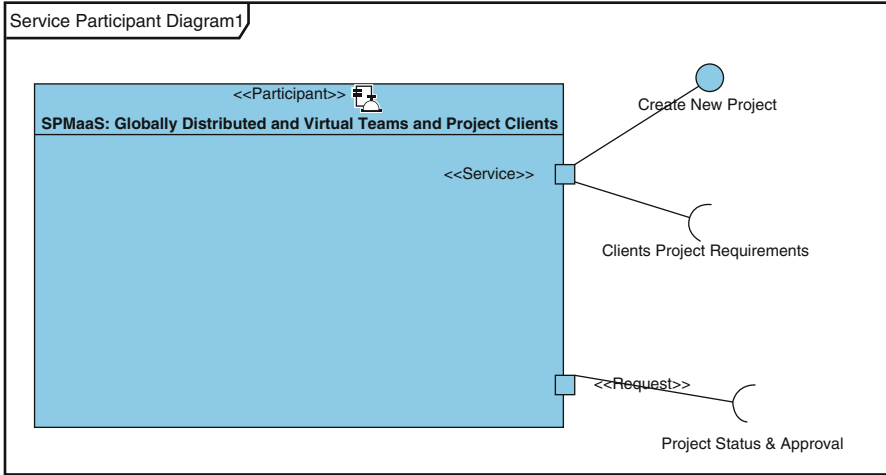 Service Participant Diagram1
<<Participant>>
SPMaaS: Globally Distributed and Virtual Teams and Project Clients
Create New Project
<<Service>>
Clients Project Requirements
<<Request>>
Project Status & Approval